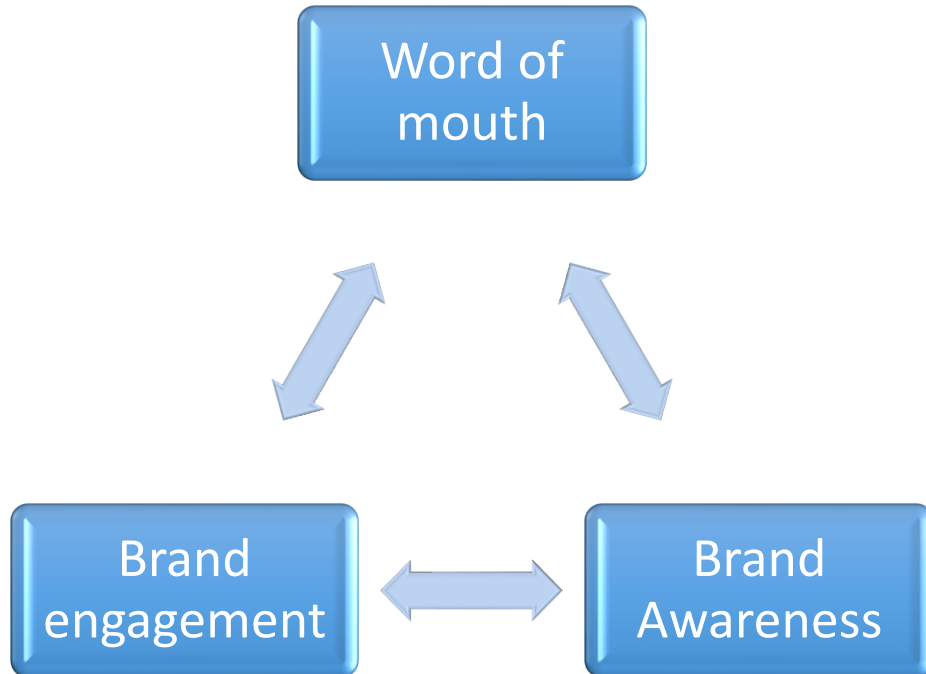 Word of
mouth
Brand
engagement
Brand
Awareness